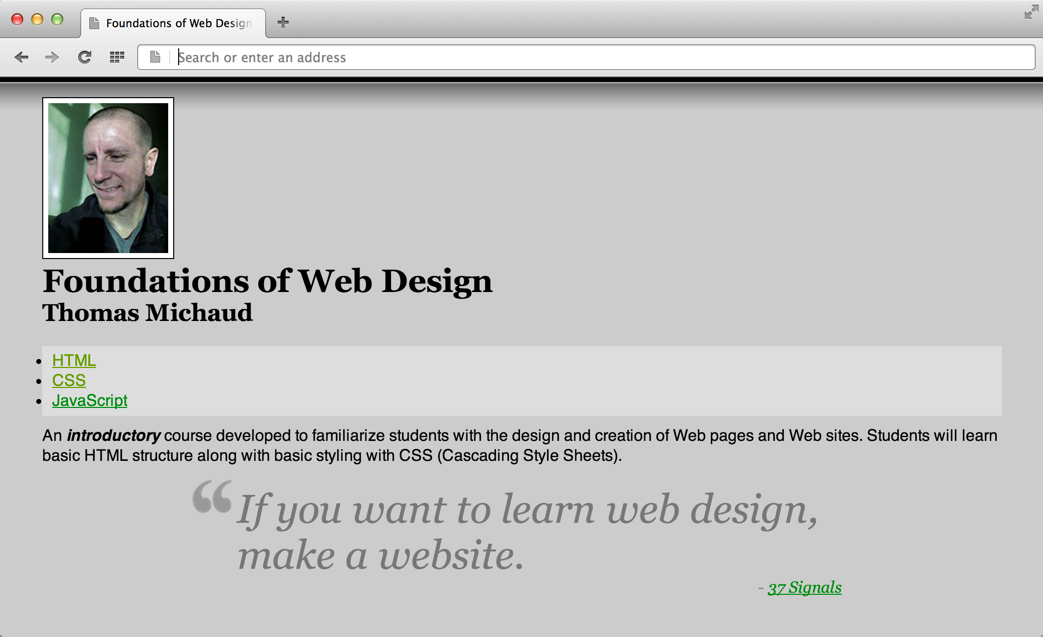 Foundations of Web Design
Search or enter an address
Foundations of Web Design
Thomas Michaud
HTML
CSS
JavaScript
An introductory course developed to familiarize students with the design and creation of Web pages and Web sites. Students will learn
basic HTML structure along with basic styling with CSS (Cascading Style Sheets).
“If you want to learn web design,
make a website.
- 37 Signals